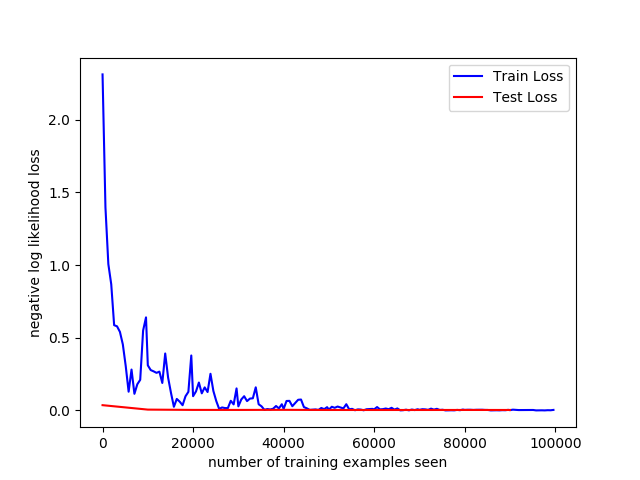 Train Loss
Test Loss
negative log likelihood loss
2.0
1.5
1.0
0.5
0.0
0
20000
40000
60000
80000
100000
number of training examples seen